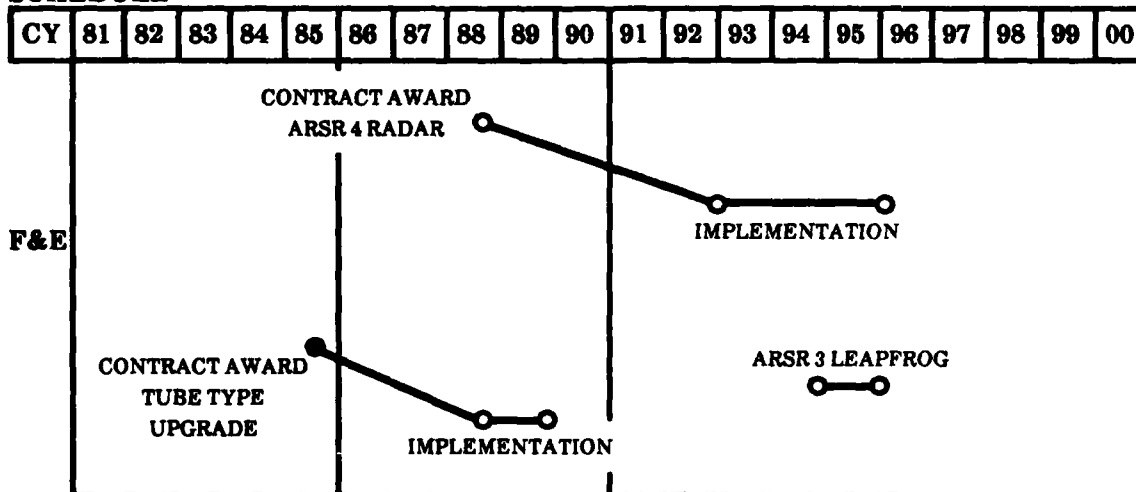 CY 81 82 83 84 85 86 87 88 89 90 91 92 93 94 95 96 97 98 99 00
CONTRACT AWARD
ARSR 4 RADAR
IMPLEMENTATION
F&E
CONTRACT AWARD
TUBE TYPE
UPGRADE
IMPLEMENTATION
ARSR 3 LEAPFROG